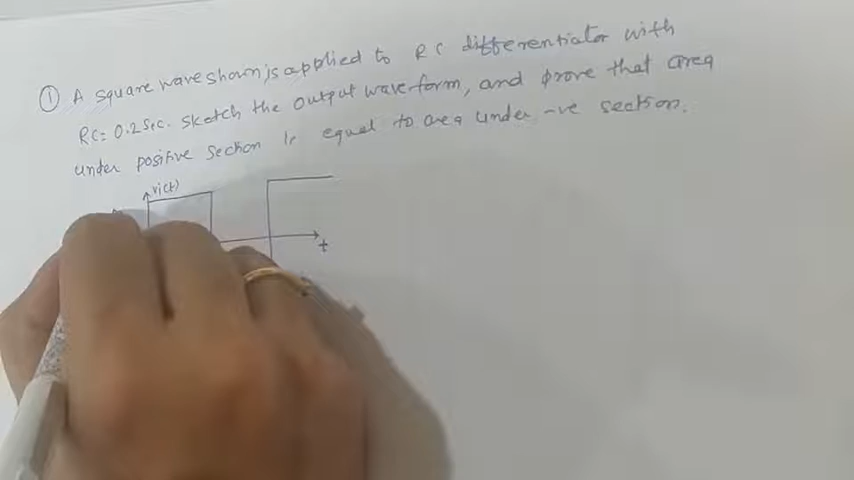 ① A square wave shown is applied to RC differentiator with
RC= 0.2 Sec. sketch the output wave form, and prove that area
under positive section is equal to area under -ve section.
vi(t)
t